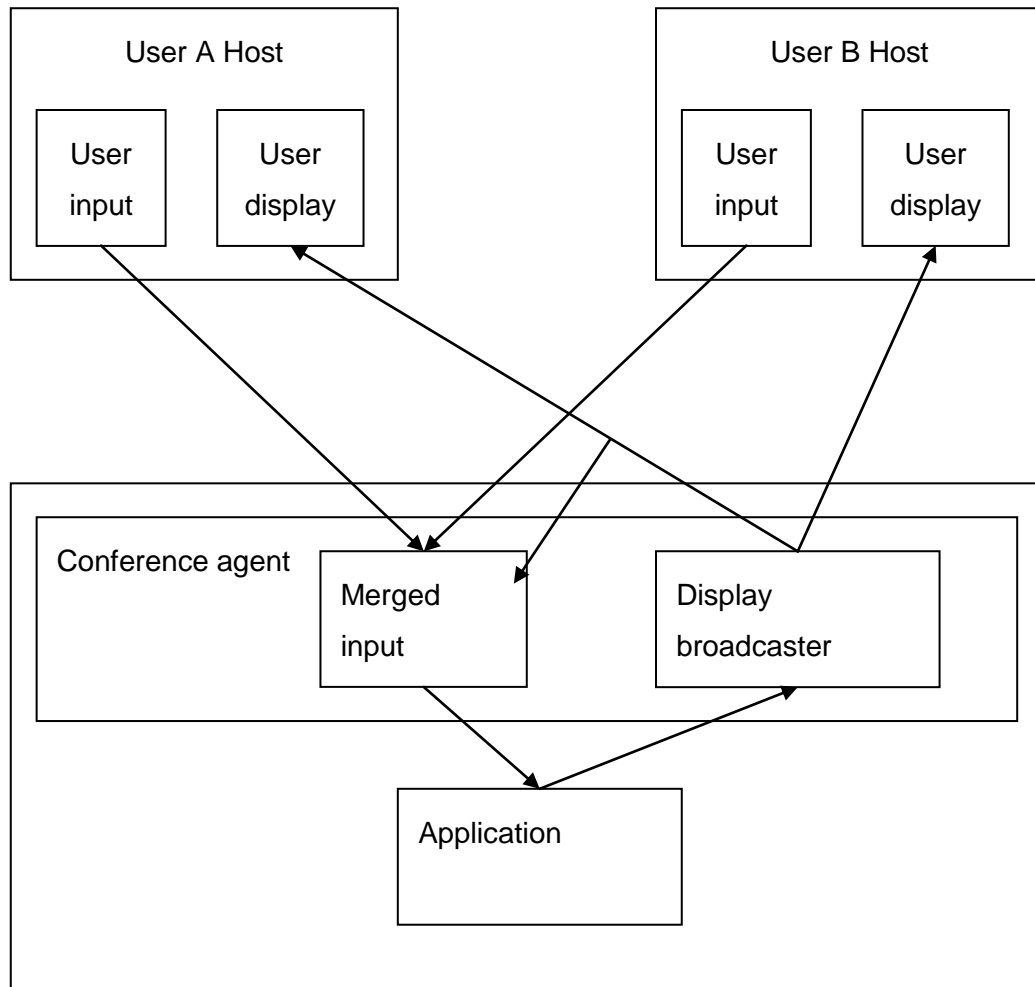 User A Host
User B Host
User
input
User
display
User
input
User
display
Conference agent
Merged
input
Display
broadcaster
Application